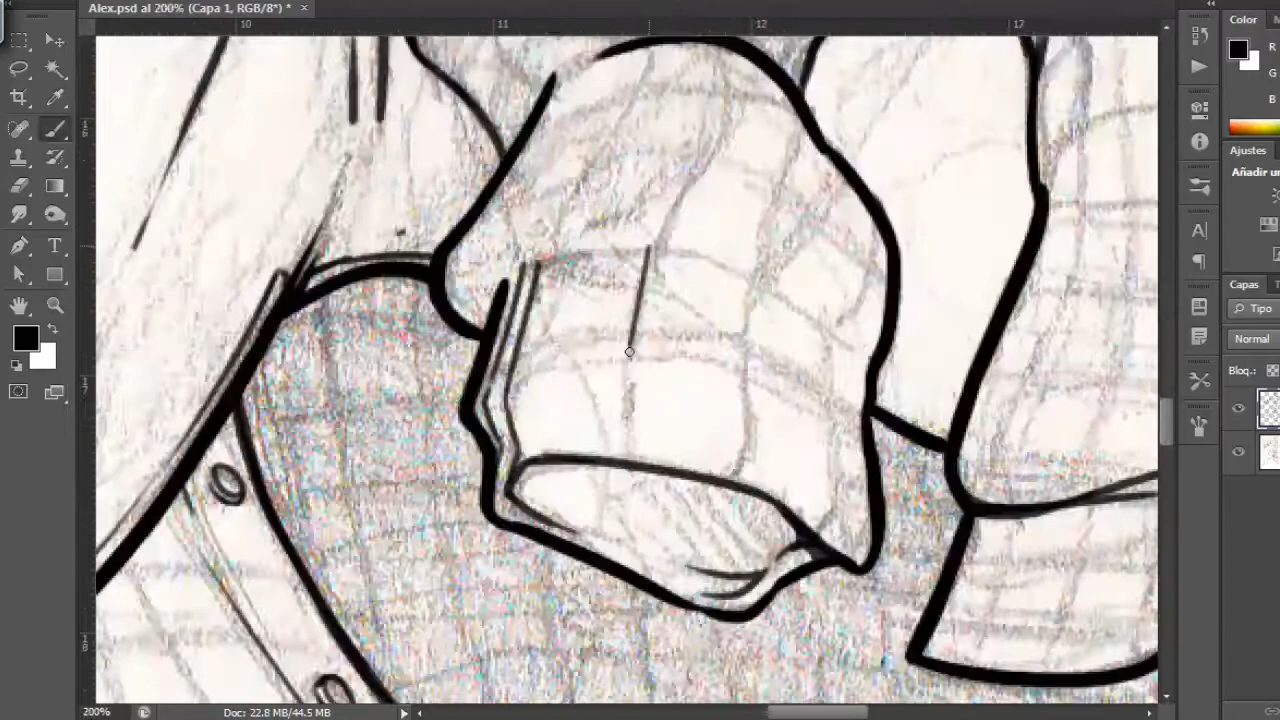 Alex.psd al 200% (Capa 1, RGB/8*) *
Color
10
11
12
17
R
G
B
Ajustes
Añadir un
Capas
Tipo
Normal
Bloq.:
200%
Doc: 22.8 MB/44.5 MB